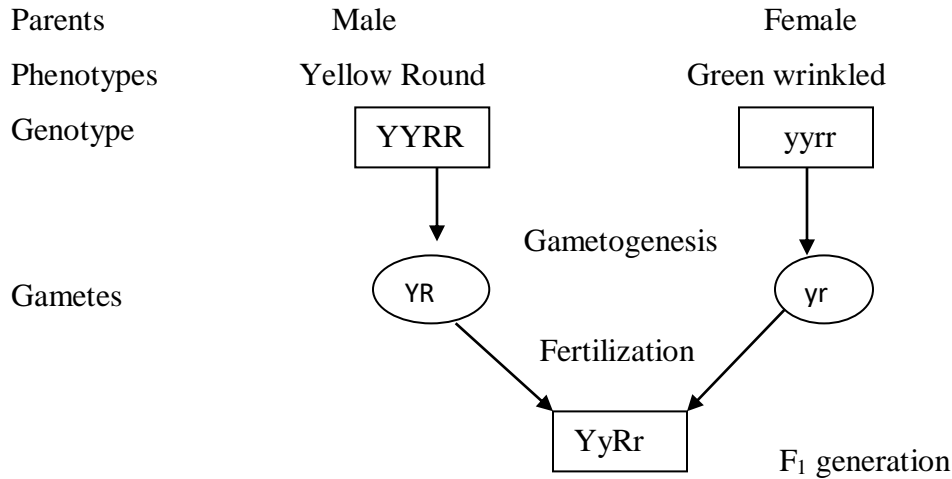 Parents Male Female
Phenotypes Yellow Round Green wrinkled
Genotype YYRR yyrr
Gametogenesis
Gametes YR yr
Fertilization
YyRr
F₁ generation